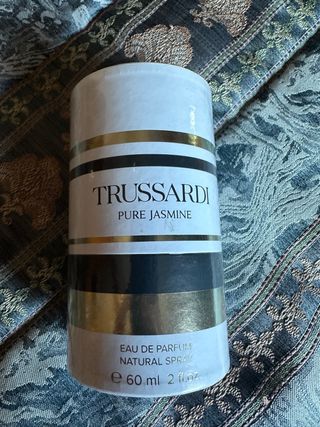 TRUSSARDI
PURE JASMINE
EAU DE PARFUM
NATURAL SPRAY
℮ 60 ml 2 fl.oz.